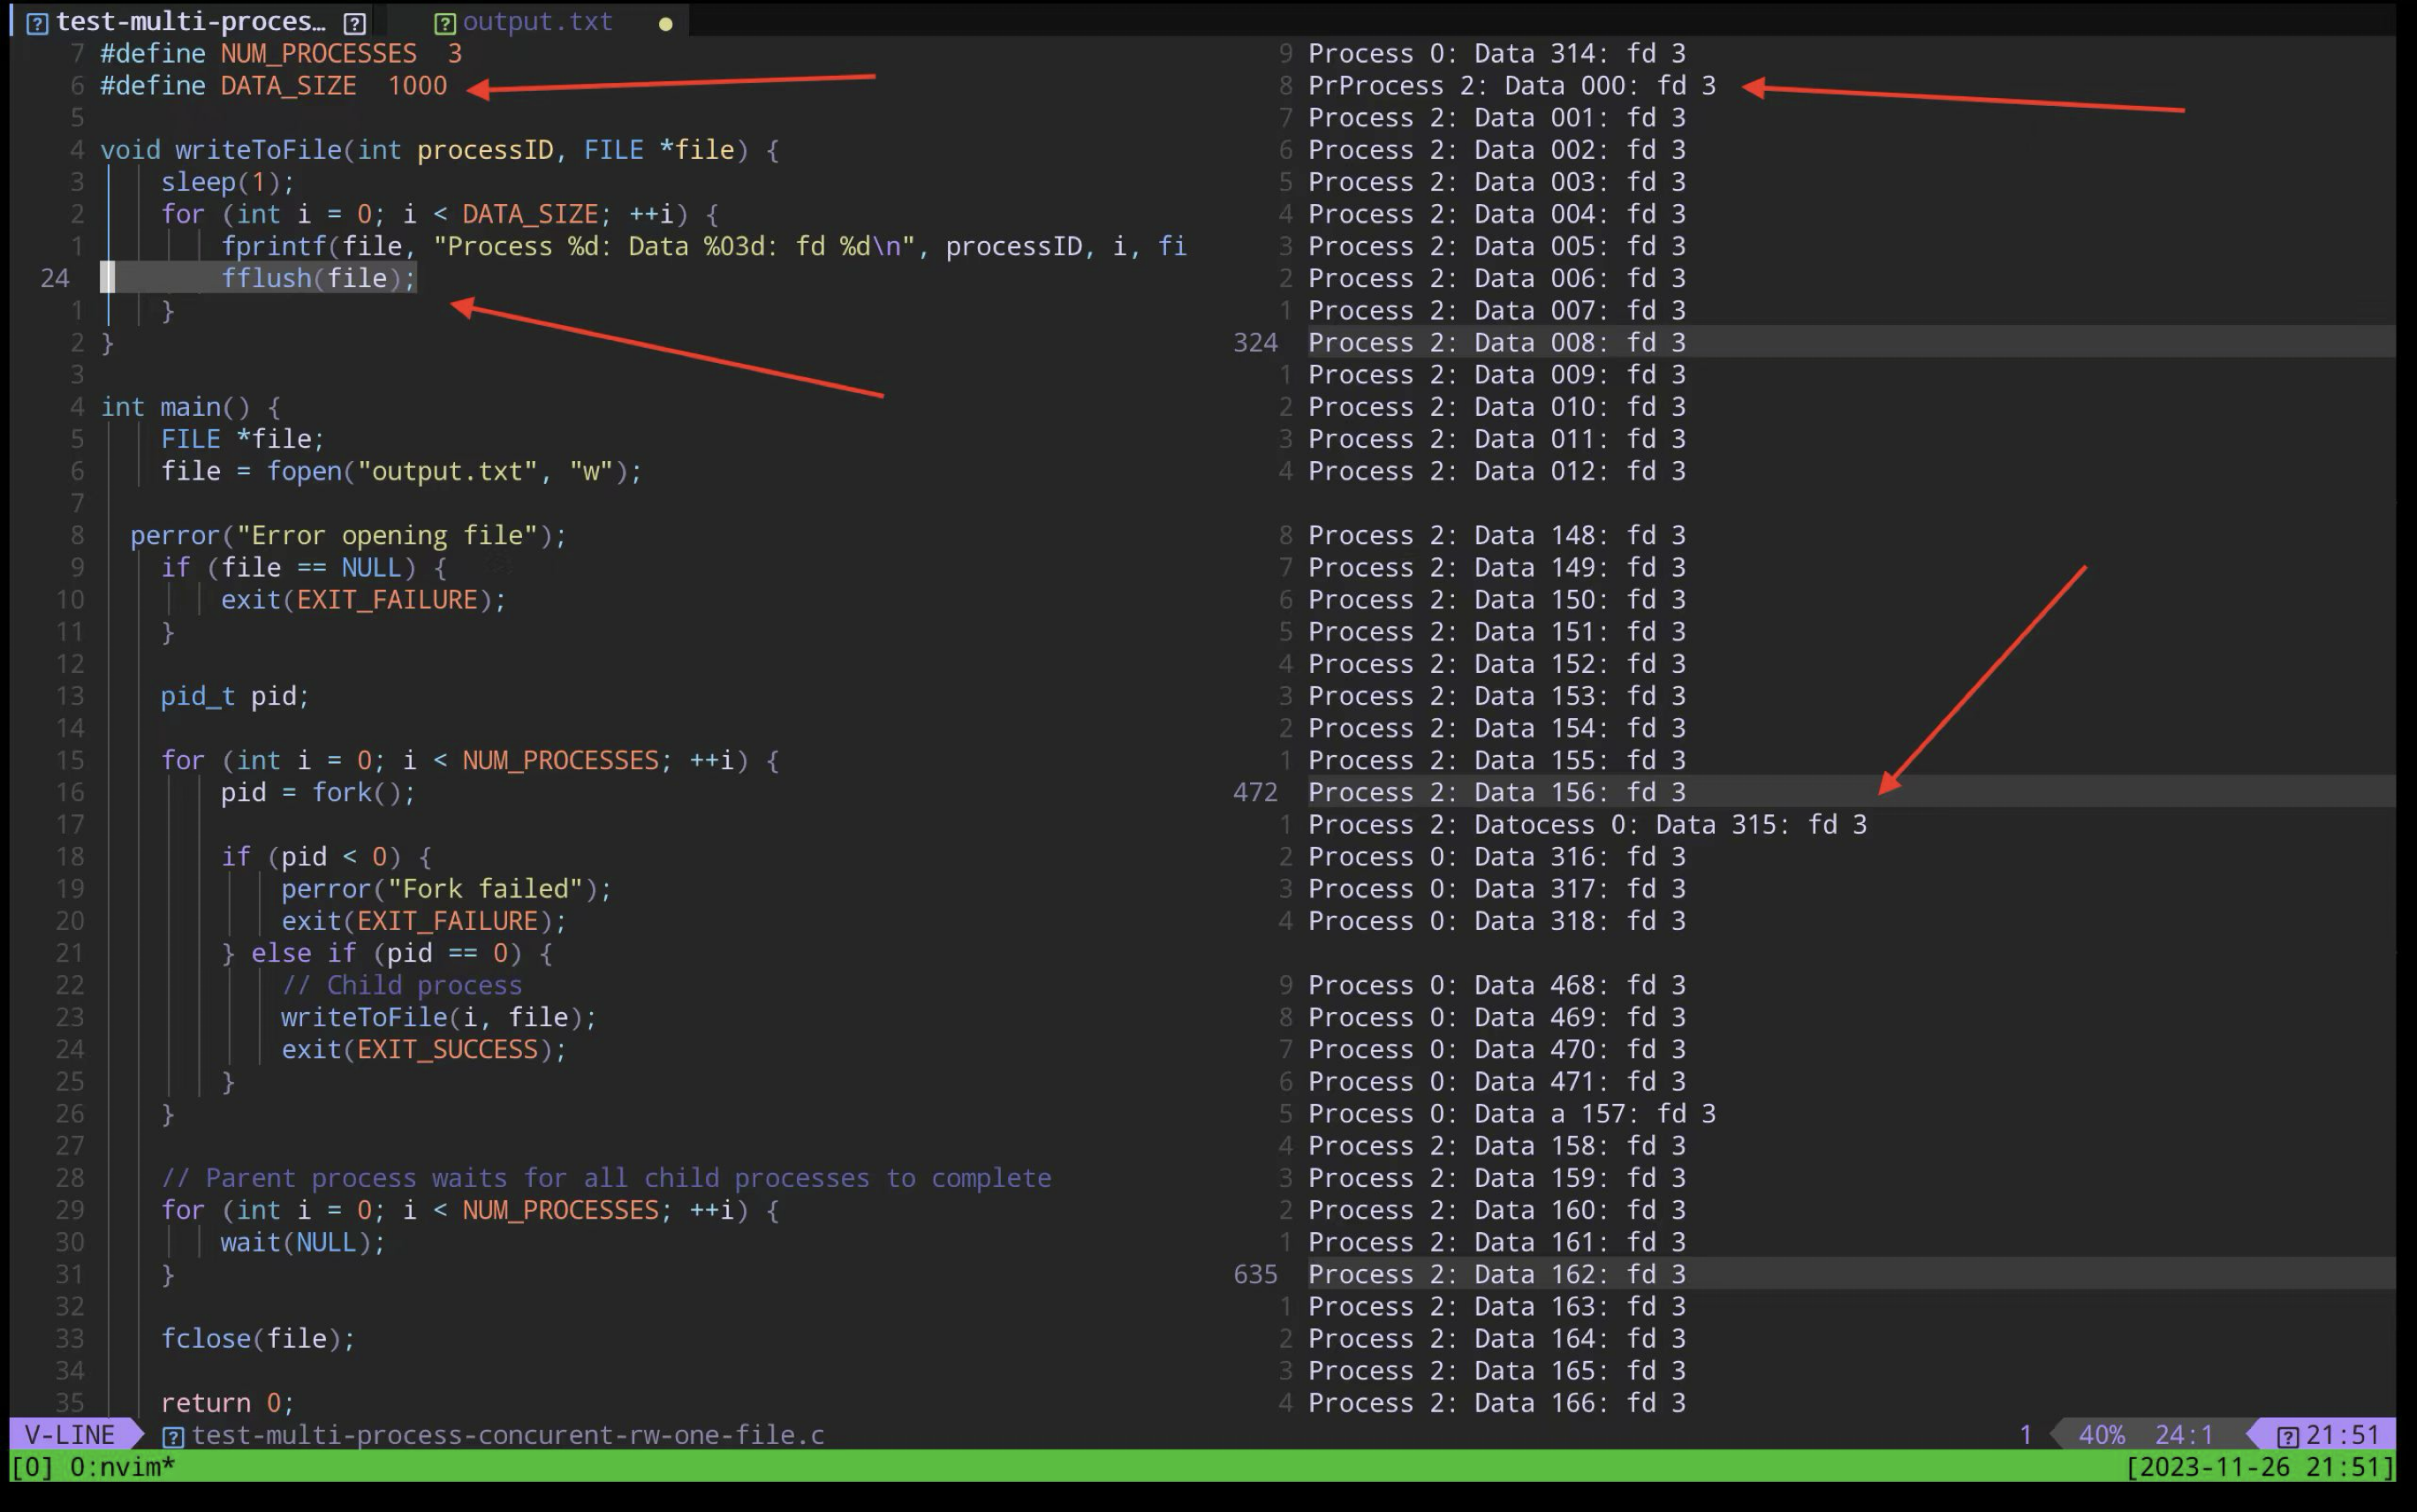 test-multi-proces…
output.txt
7 #define NUM_PROCESSES 3
6 #define DATA_SIZE 1000
5
4 void writeToFile(int processID, FILE *file) {
3 sleep(1);
2 for (int i = 0; i < DATA_SIZE; ++i) {
1 fprintf(file, "Process %d: Data %03d: fd %d\n", processID, i, fi
24 fflush(file);
1 }
2 }
3
4 int main() {
5 FILE *file;
6 file = fopen("output.txt", "w");
7
8 perror("Error opening file");
9 if (file == NULL) {
10 exit(EXIT_FAILURE);
11 }
12
13 pid_t pid;
14
15 for (int i = 0; i < NUM_PROCESSES; ++i) {
16 pid = fork();
17
18 if (pid < 0) {
19 perror("Fork failed");
20 exit(EXIT_FAILURE);
21 } else if (pid == 0) {
22 // Child process
23 writeToFile(i, file);
24 exit(EXIT_SUCCESS);
25 }
26 }
27
28 // Parent process waits for all child processes to complete
29 for (int i = 0; i < NUM_PROCESSES; ++i) {
30 wait(NULL);
31 }
32
33 fclose(file);
34
35 return 0;
9 Process 0: Data 314: fd 3
8 PrProcess 2: Data 000: fd 3
7 Process 2: Data 001: fd 3
6 Process 2: Data 002: fd 3
5 Process 2: Data 003: fd 3
4 Process 2: Data 004: fd 3
3 Process 2: Data 005: fd 3
2 Process 2: Data 006: fd 3
1 Process 2: Data 007: fd 3
324 Process 2: Data 008: fd 3
1 Process 2: Data 009: fd 3
2 Process 2: Data 010: fd 3
3 Process 2: Data 011: fd 3
4 Process 2: Data 012: fd 3
8 Process 2: Data 148: fd 3
7 Process 2: Data 149: fd 3
6 Process 2: Data 150: fd 3
5 Process 2: Data 151: fd 3
4 Process 2: Data 152: fd 3
3 Process 2: Data 153: fd 3
2 Process 2: Data 154: fd 3
1 Process 2: Data 155: fd 3
472 Process 2: Data 156: fd 3
1 Process 2: Datocess 0: Data 315: fd 3
2 Process 0: Data 316: fd 3
3 Process 0: Data 317: fd 3
4 Process 0: Data 318: fd 3
9 Process 0: Data 468: fd 3
8 Process 0: Data 469: fd 3
7 Process 0: Data 470: fd 3
6 Process 0: Data 471: fd 3
5 Process 0: Data a 157: fd 3
4 Process 2: Data 158: fd 3
3 Process 2: Data 159: fd 3
2 Process 2: Data 160: fd 3
1 Process 2: Data 161: fd 3
635 Process 2: Data 162: fd 3
1 Process 2: Data 163: fd 3
2 Process 2: Data 164: fd 3
3 Process 2: Data 165: fd 3
4 Process 2: Data 166: fd 3
V-LINE test-multi-process-concurent-rw-one-file.c 1 40% 24:1 21:51
[0] 0:nvim* [2023-11-26 21:51]